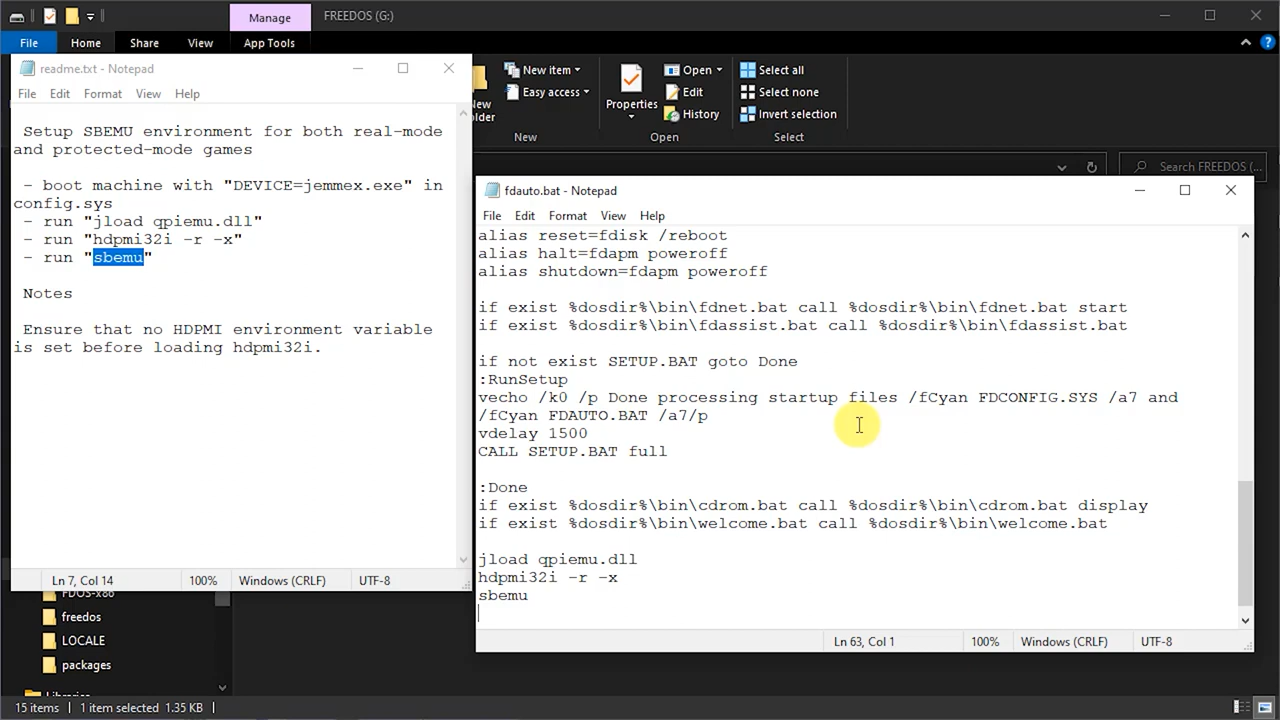 Manage
FREEDOS (G:)
File
Home
Share
View
App Tools
New item
Easy access
New
folder
New
Properties
Open
Edit
History
Open
Select all
Select none
Invert selection
Select
Search FREEDOS (...
readme.txt - Notepad
File Edit Format View Help
Setup SBEMU environment for both real-mode
and protected-mode games
- boot machine with "DEVICE=jemmex.exe" in
config.sys
- run "jload qpiemu.dll"
- run "hdpmi32i -r -x"
- run "sbemu"
Notes
Ensure that no HDPMI environment variable
is set before loading hdpmi32i.
Ln 7, Col 14 100% Windows (CRLF) UTF-8
fdauto.bat - Notepad
File Edit Format View Help
alias reset=fdisk /reboot
alias halt=fdapm poweroff
alias shutdown=fdapm poweroff
if exist %dosdir%\bin\fdnet.bat call %dosdir%\bin\fdnet.bat start
if exist %dosdir%\bin\fdassist.bat call %dosdir%\bin\fdassist.bat
if not exist SETUP.BAT goto Done
:RunSetup
vecho /k0 /p Done processing startup files /fCyan FDCONFIG.SYS /a7 and
/fCyan FDAUTO.BAT /a7/p
vdelay 1500
CALL SETUP.BAT full
:Done
if exist %dosdir%\bin\cdrom.bat call %dosdir%\bin\cdrom.bat display
if exist %dosdir%\bin\welcome.bat call %dosdir%\bin\welcome.bat
jload qpiemu.dll
hdpmi32i -r -x
sbemu
Ln 63, Col 1 100% Windows (CRLF) UTF-8
FDOS-x86
freedos
LOCALE
packages
Libraries
15 items 1 item selected 1.35 KB